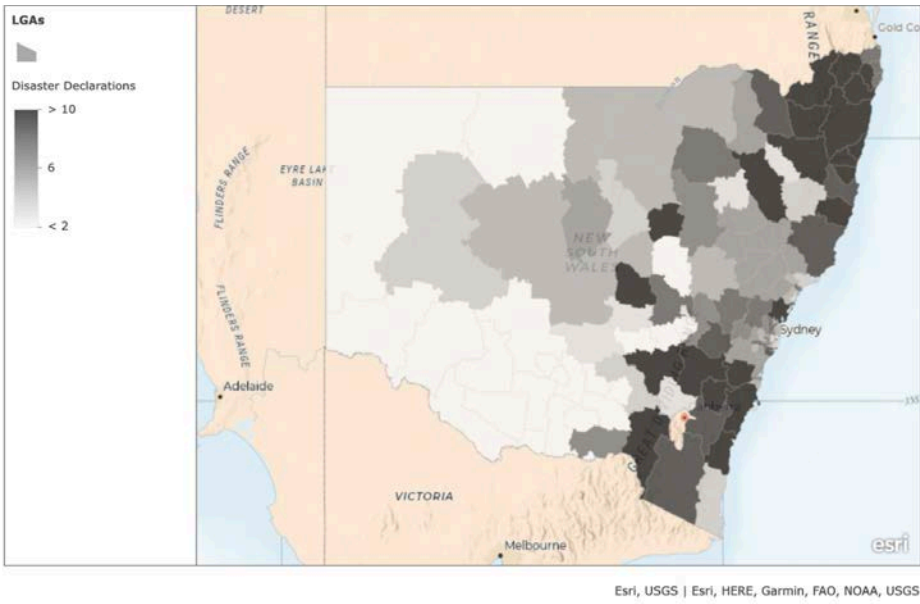 LGAs
Disaster Declarations
> 10
6
< 2
DESERT
RANGE
Gold Co
FLINDERS RANGE
EYRE LAK
BASIN
NEW
SOUTH
WALES
FLINDERS RANGE
Sydney
Adelaide
35S
VICTORIA
Melbourne
esri
Esri, USGS | Esri, HERE, Garmin, FAO, NOAA, USGS